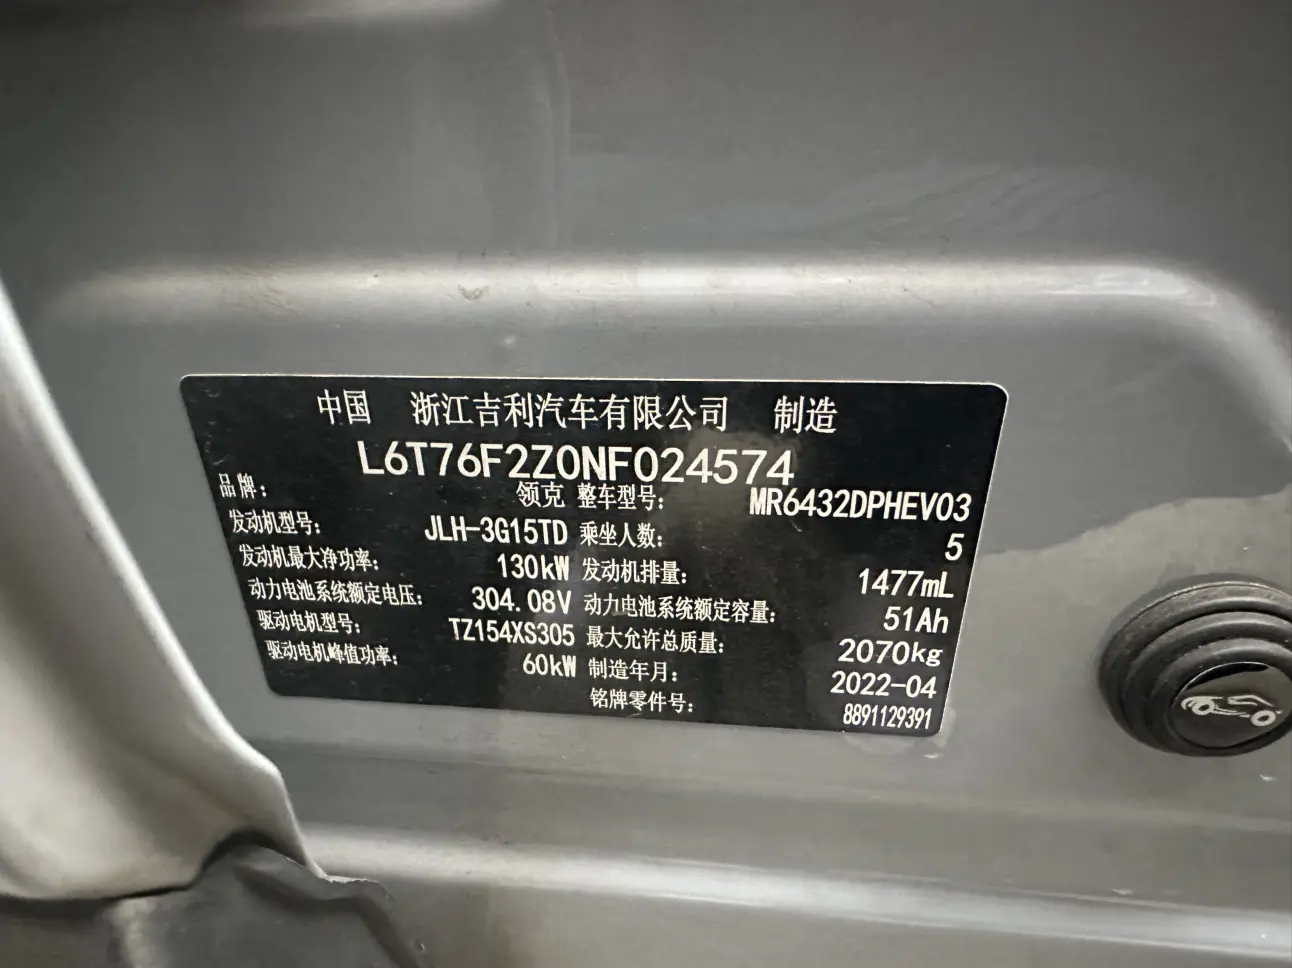 中国 浙江吉利汽车有限公司 制造
L6T76F2Z0NF024574
品牌: 领克 整车型号: MR6432DPHEV03
发动机型号: JLH-3G15TD 乘坐人数: 5
发动机最大净功率: 130kW 发动机排量: 1477mL
动力电池系统额定电压: 304.08V 动力电池系统额定容量: 51Ah
驱动电机型号: TZ154XS305 最大允许总质量: 2070kg
驱动电机峰值功率: 60kW 制造年月: 2022-04
铭牌零件号: 8891129391